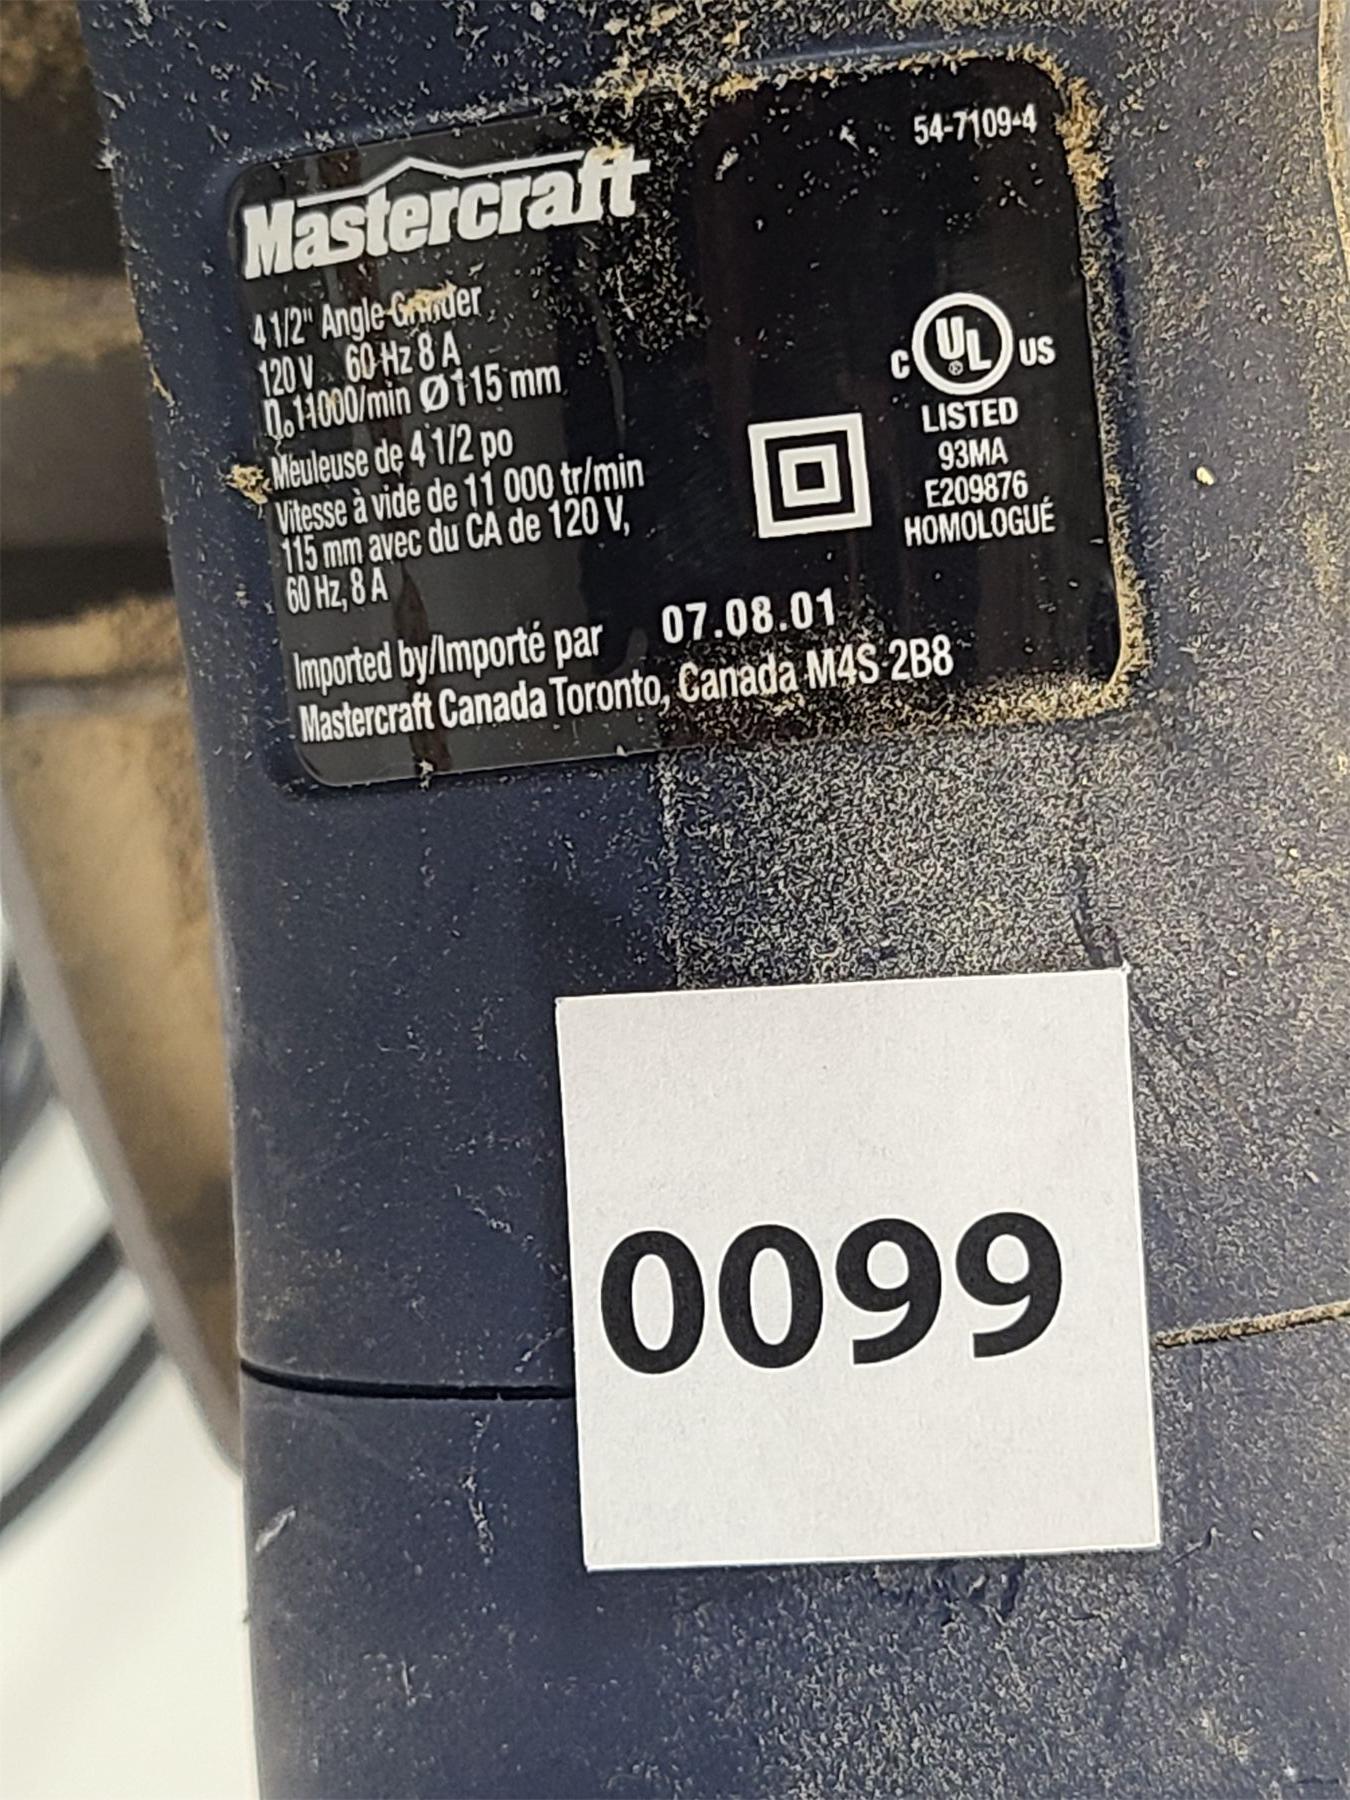 54-7109-4
Mastercraft
4 1/2" Angle Grinder
120 V 60 Hz 8 A
n₀ 11000/min Ø115 mm
Meuleuse de 4 1/2 po
Vitesse à vide de 11 000 tr/min
115 mm avec du CA de 120 V,
60 Hz, 8 A
C UL® US
LISTED
93MA
E209876
HOMOLOGUÉ
Imported by/Importé par 07.08.01
Mastercraft Canada Toronto, Canada M4S 2B8
0099